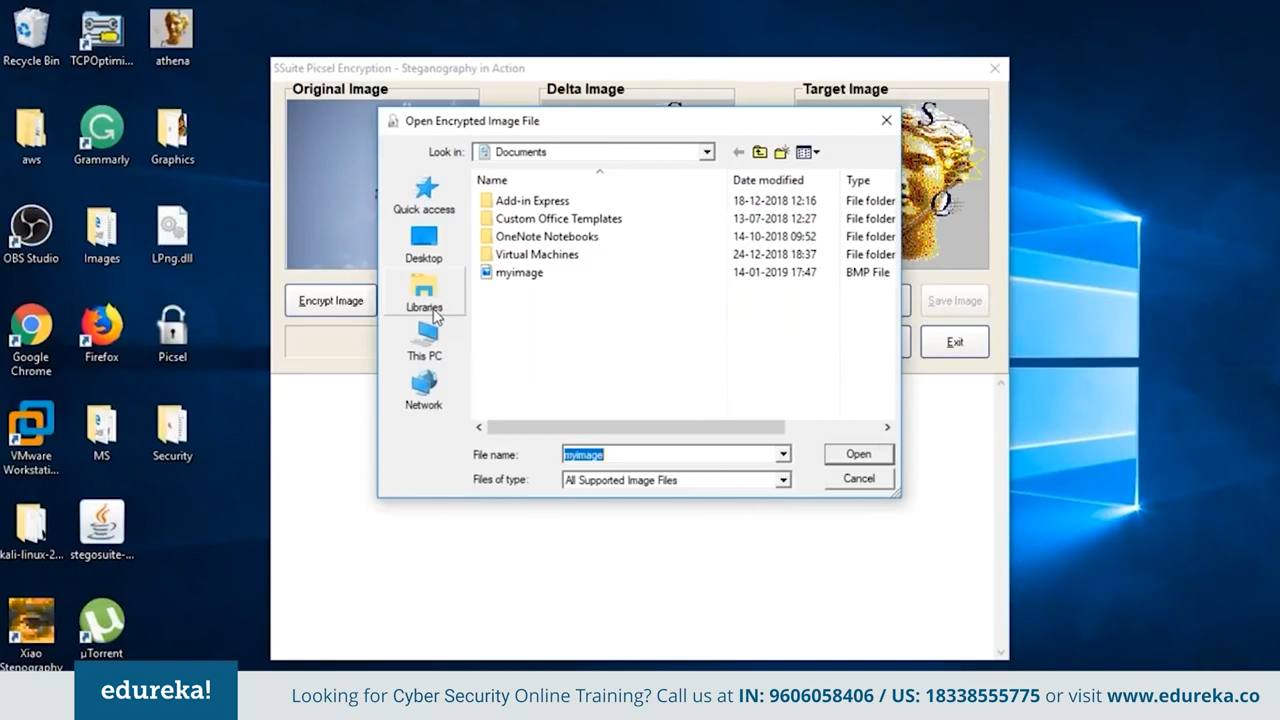 Recycle Bin
TCPOptimi...
athena
aws
Grammarly
Graphics
OBS Studio
Images
LPng.dll
Google
Chrome
Firefox
Picsel
VMware
Workstati...
MS
Security
kali-linux-2...
stegosuite-...
Xiao
Stenography
µTorrent
SSuite Picsel Encryption - Steganography in Action
Original Image
Delta Image
Target Image
Encrypt Image
Save Image
Exit
Open Encrypted Image File
Look in:
Documents
Quick access
Desktop
Libraries
This PC
Network
Name Date modified Type
Add-in Express 18-12-2018 12:16 File folder
Custom Office Templates 13-07-2018 12:27 File folder
OneNote Notebooks 14-10-2018 09:52 File folder
Virtual Machines 24-12-2018 18:37 File folder
myimage 14-01-2019 17:47 BMP File
File name: myimage Open
Files of type: All Supported Image Files Cancel
edureka!
Looking for Cyber Security Online Training? Call us at IN: 9606058406 / US: 18338555775 or visit www.edureka.co